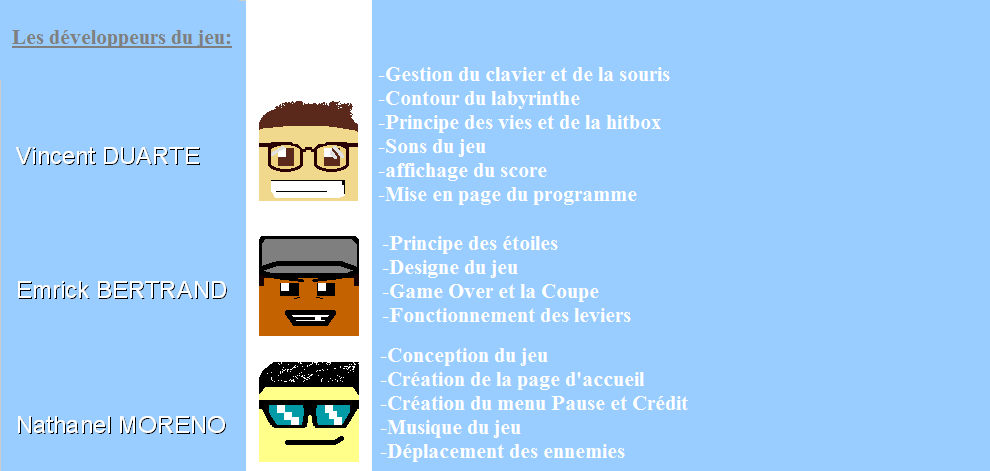 Les développeurs du jeu:
Vincent DUARTE
-Gestion du clavier et de la souris
-Contour du labyrinthe
-Principe des vies et de la hitbox
-Sons du jeu
-affichage du score
-Mise en page du programme
Emrick BERTRAND
-Principe des étoiles
-Designe du jeu
-Game Over et la Coupe
-Fonctionnement des leviers
Nathanel MORENO
-Conception du jeu
-Création de la page d'accueil
-Création du menu Pause et Crédit
-Musique du jeu
-Déplacement des ennemies